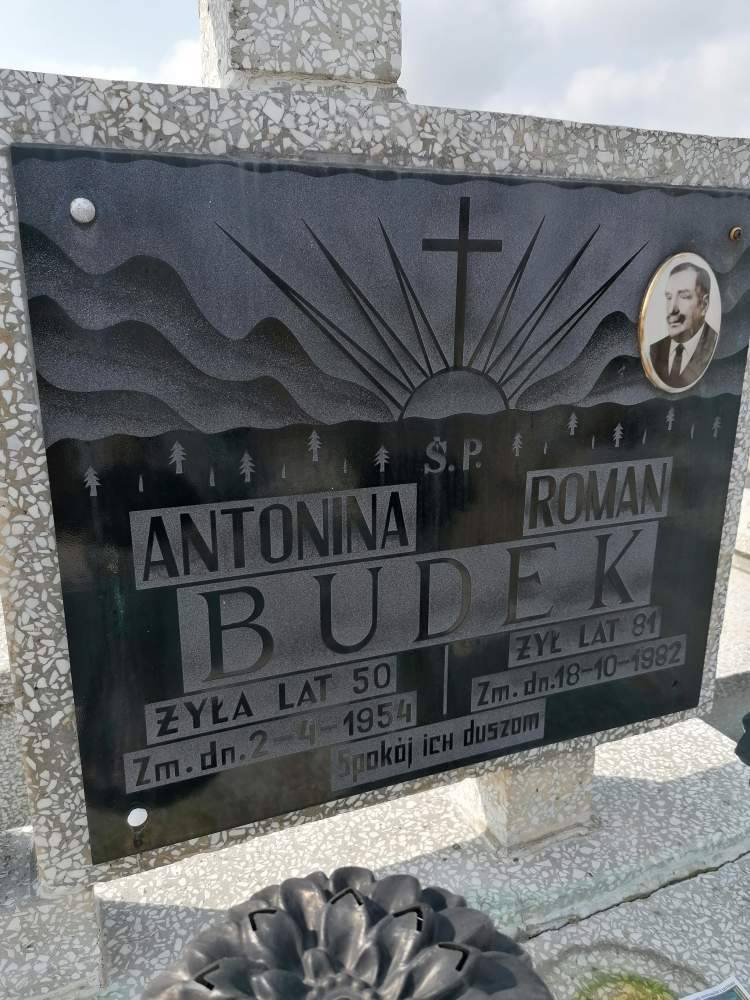 Ś.P.
ANTONINA ROMAN
BUDEK
ŻYŁA LAT 50
Zm. dn. 2-4-1954
ŻYŁ LAT 81
Zm. dn. 18-10-1982
Spokój ich duszom